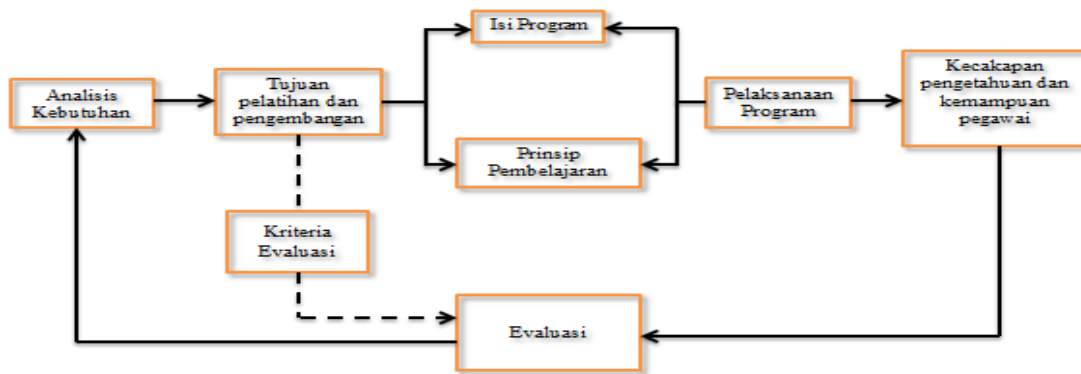 Isi Program
Analisis
Kebutuhan
Tujuan
pelatihan dan
pengembangan
Pelaksanaan
Program
Kecakapan
pengetahuan dan
kemampuan
pegawai
Prinsip
Pembelajaran
Kriteria
Evaluasi
Evaluasi